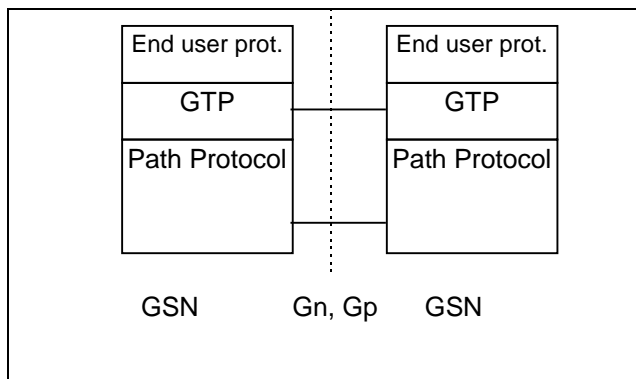 End user prot. End user prot.
GTP GTP
Path Protocol Path Protocol
GSN Gn, Gp GSN